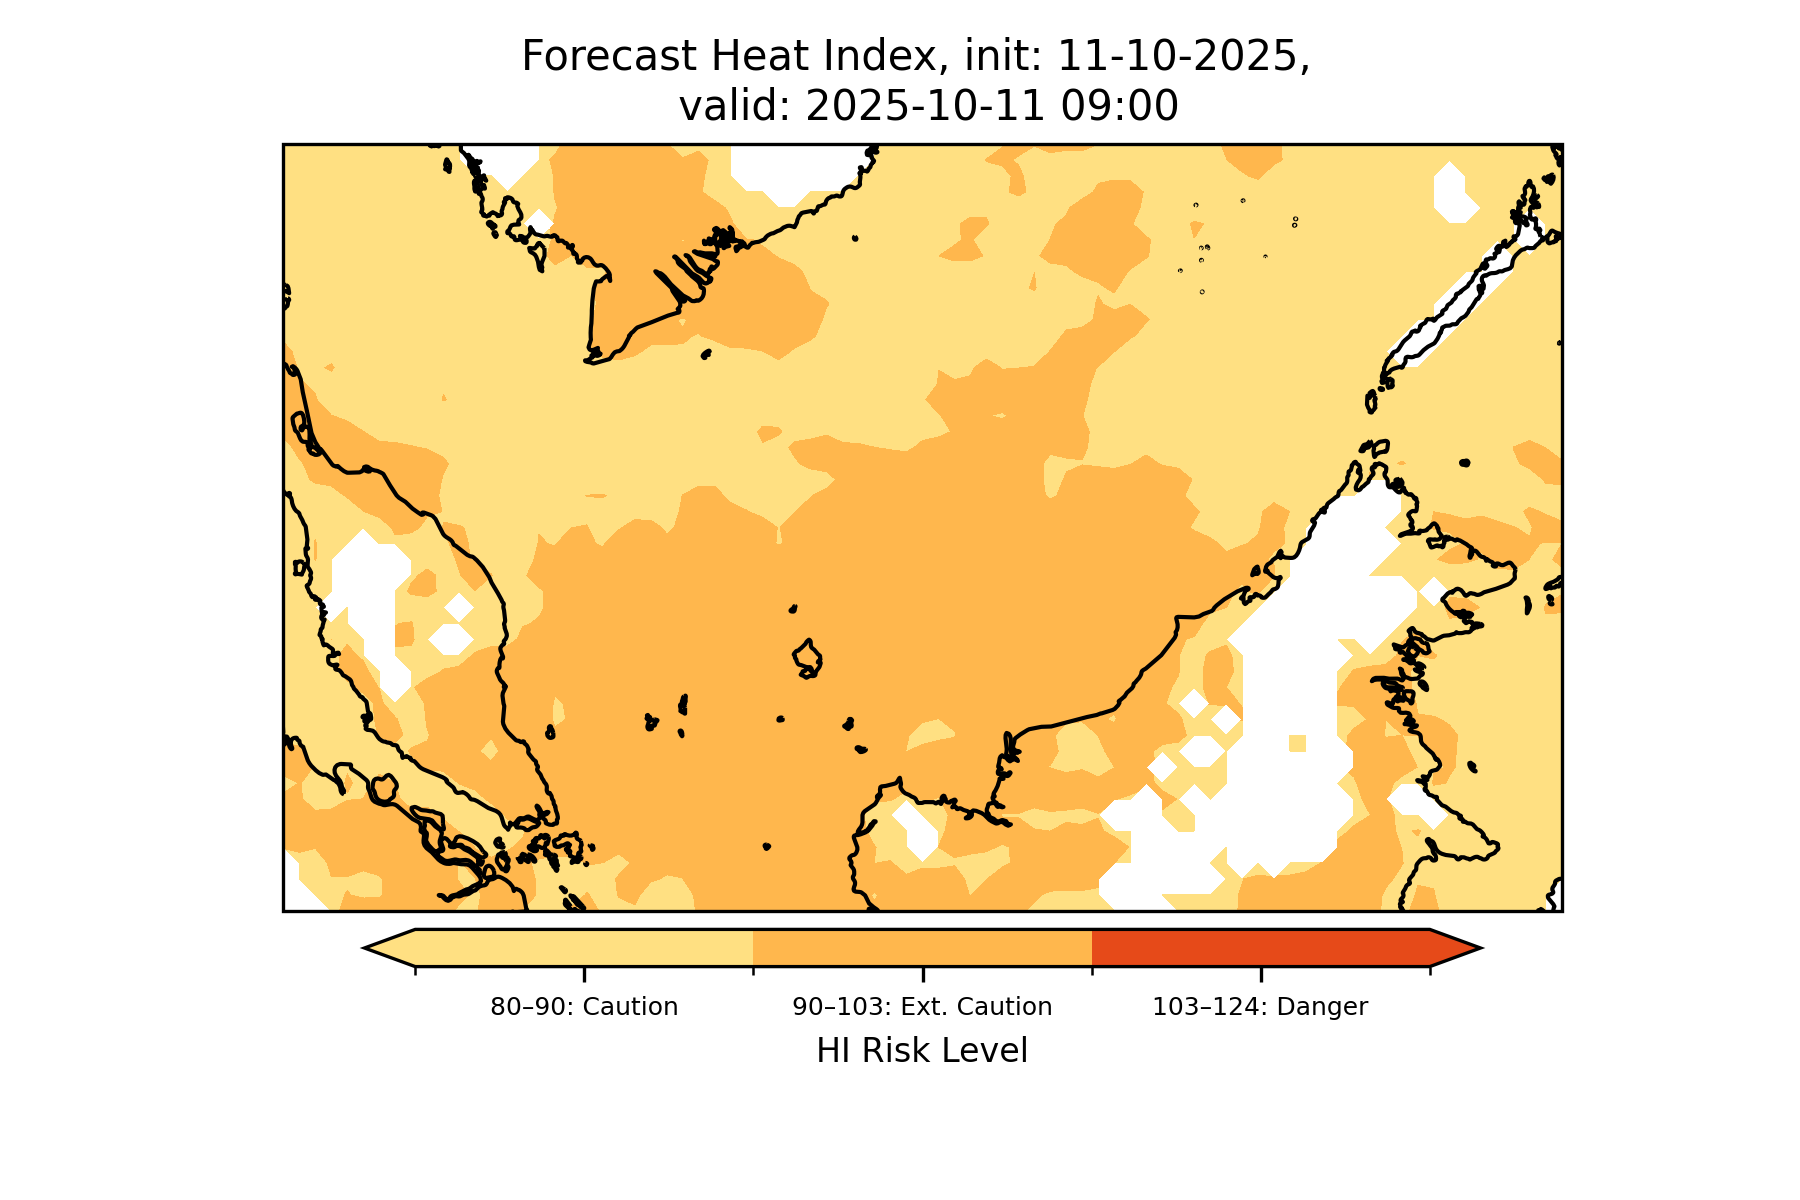 Forecast Heat Index, init: 11-10-2025,
valid: 2025-10-11 09:00
80–90: Caution
90–103: Ext. Caution
103–124: Danger
HI Risk Level